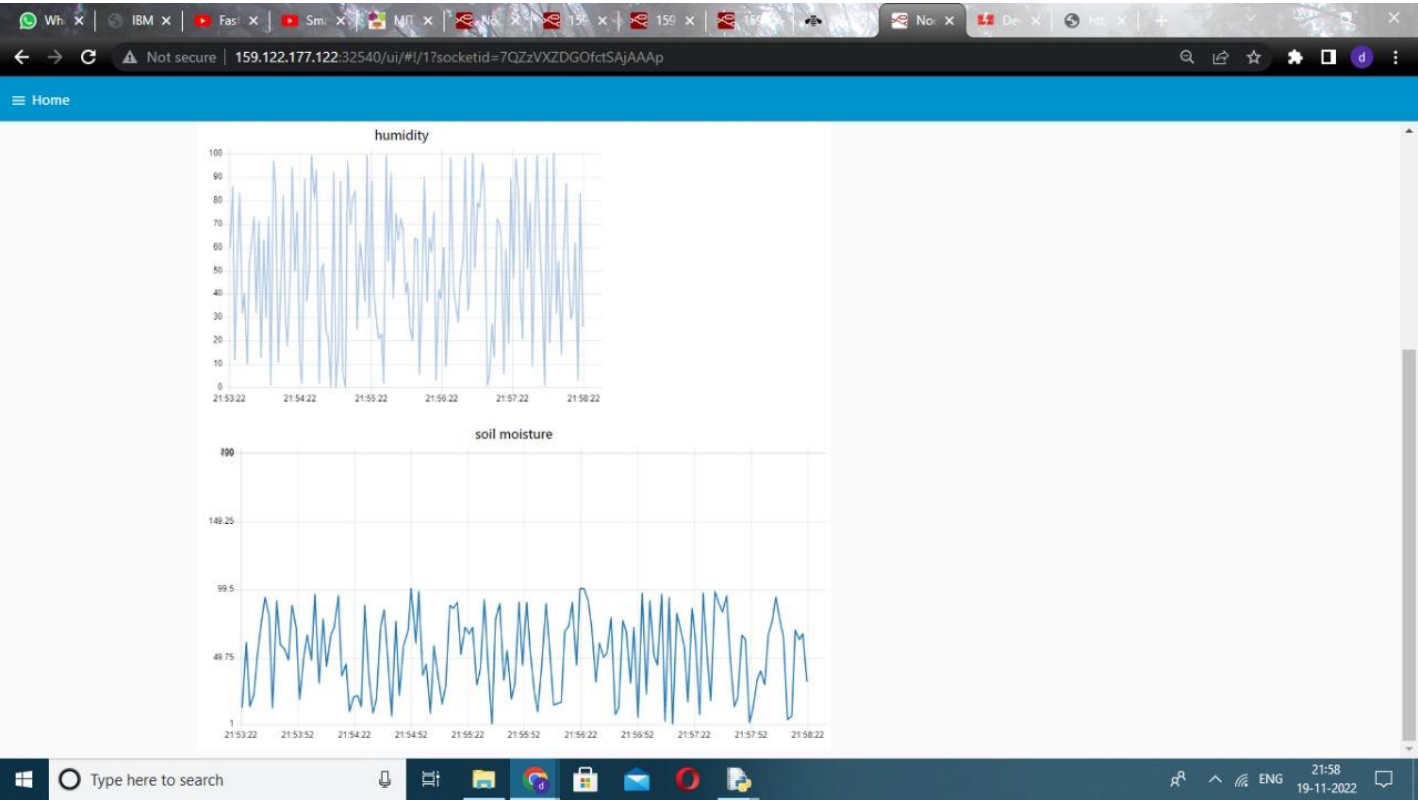 Wh
IBM
Fas
Sm
MIT
No
159
159
159
No
De
Not secure
159.122.177.122:32540/ui/#!/1?socketid=7QZzVXZDGOfctSAjAAAp
d
Home
humidity
100
90
80
70
60
50
40
30
20
10
0
21:53:22 21:54:22 21:55:22 21:56:22 21:57:22 21:58:22
soil moisture
149.25
99.5
49.75
1
21:53:22 21:53:52 21:54:22 21:54:52 21:55:22 21:55:52 21:56:22 21:56:52 21:57:22 21:57:52 21:58:22
Type here to search
ENG
21:58
19-11-2022